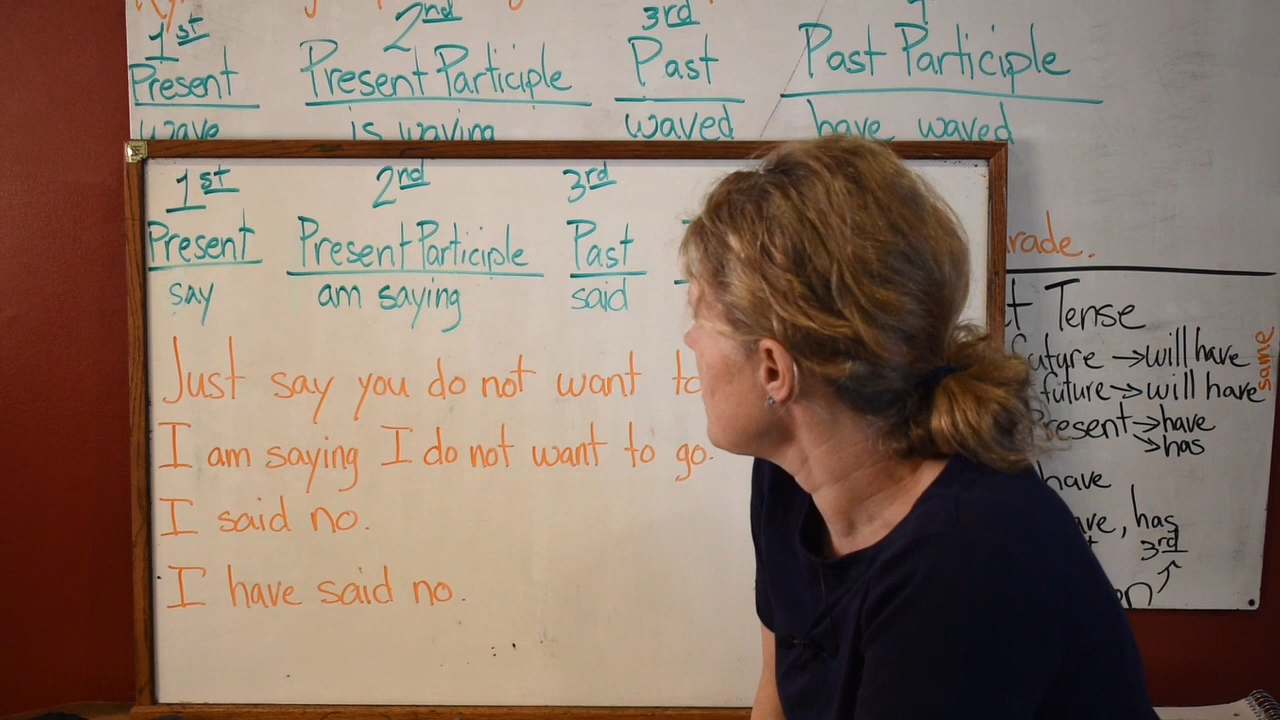 1st 2nd 3rd
Present Present Participle Past Past Participle
wave is waving waved have waved
1st 2nd 3rd
Present Present Participle Past
say am saying said
Just say you do not want to
I am saying I do not want to go.
I said no.
I have said no.
Tense
future → will have
future → will have
same
Present → have
→ has
have
has
3rd